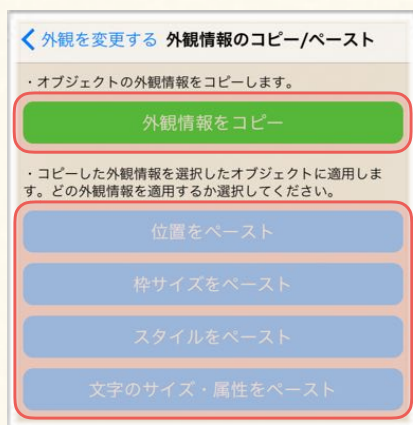 外観を変更する 外観情報のコピー/ペースト
・オブジェクトの外観情報をコピーします。
外観情報をコピー
・コピーした外観情報を選択したオブジェクトに適用しま
す。どの外観情報を適用するか選択してください。
位置をペースト
枠サイズをペースト
スタイルをペースト
文字のサイズ・属性をペースト